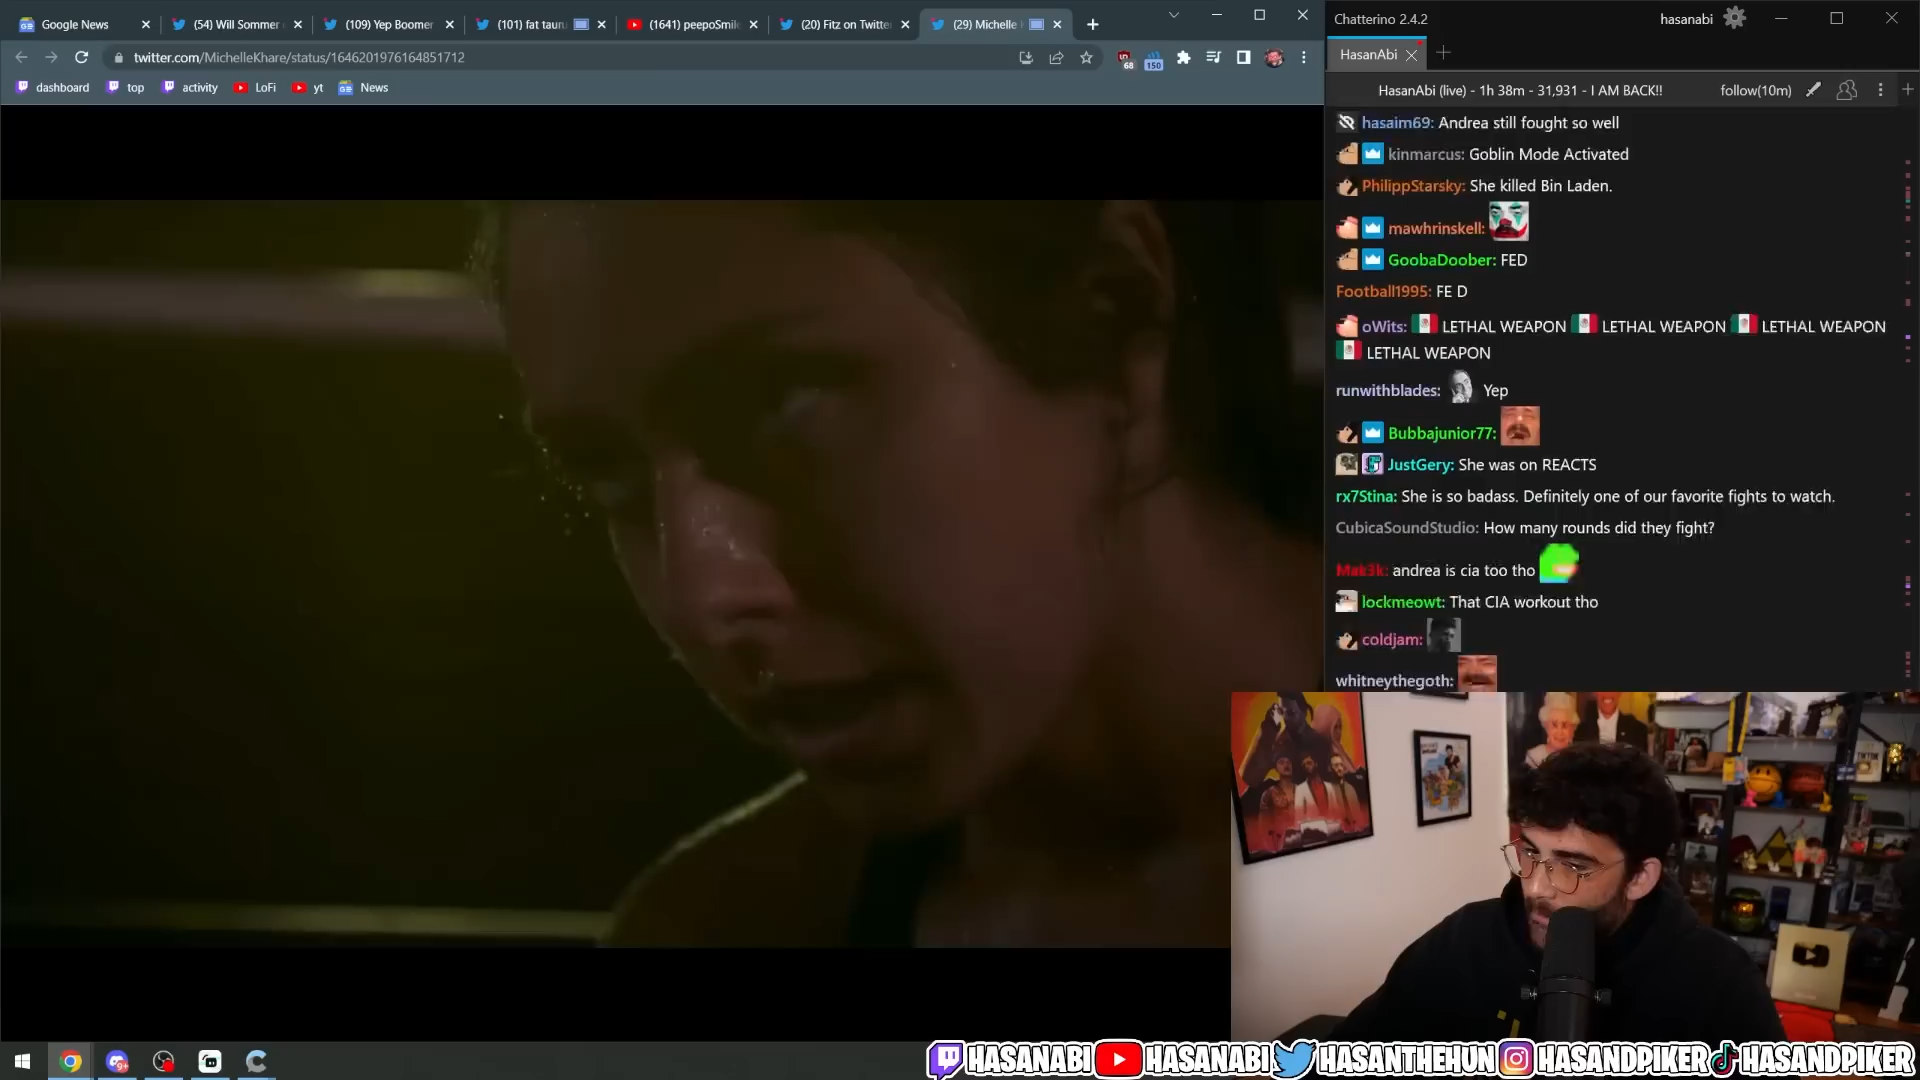 Google News
(54) Will Sommer
(109) Yep Boomer
(101) fat tauru
(1641) peepoSmile
(20) Fitz on Twitte
(29) Michelle
Chatterino 2.4.2
hasanabi
twitter.com/MichelleKhare/status/1646201976164851712
68
150
HasanAbi
dashboard
top
activity
LoFi
yt
News
HasanAbi (live) - 1h 38m - 31,931 - I AM BACK!!
follow(10m)
hasaim69: Andrea still fought so well
kinmarcus: Goblin Mode Activated
PhilippStarsky: She killed Bin Laden.
mawhrinskell:
GoobaDoober: FED
Football1995: FE D
oWits: LETHAL WEAPON LETHAL WEAPON LETHAL WEAPON
LETHAL WEAPON
runwithblades: Yep
Bubbajunior77:
JustGery: She was on REACTS
rx7Stina: She is so badass. Definitely one of our favorite fights to watch.
CubicaSoundStudio: How many rounds did they fight?
Mak3k: andrea is cia too tho
lockmeowt: That CIA workout tho
coldjam:
whitneythegoth:
9+
HASANABI HASANABI HASANTHEHUN HASANDPIKER HASANDPIKER